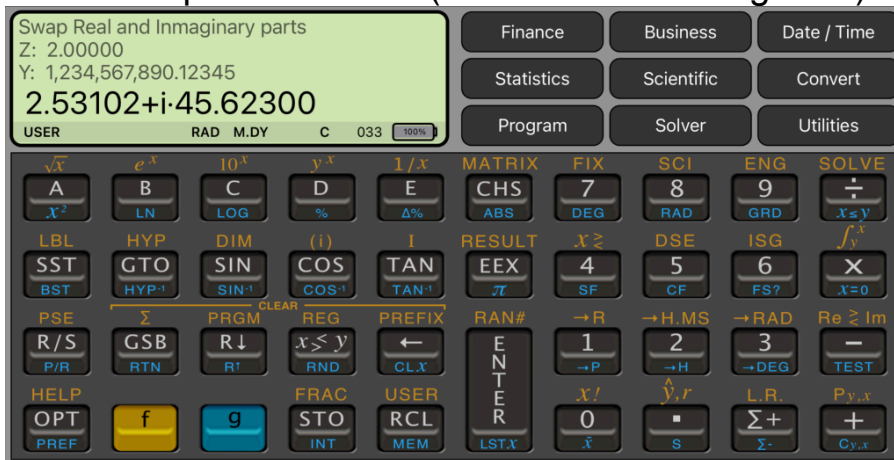 Swap Real and Inmaginary parts
Z: 2.00000
Y: 1,234,567,890.12345
2.53102+i·45.62300
USER RAD M.DY C 033 100%
Finance Business Date / Time
Statistics Scientific Convert
Program Solver Utilities
√x e^x 10^x y^x 1/x MATRIX FIX SCI ENG SOLVE
A B C D E CHS 7 8 9 ÷
x² LN LOG % Δ% ABS DEG RAD GRD x≤y
LBL HYP DIM (i) I RESULT x≷ DSE ISG ∫yx
SST GTO SIN COS TAN EEX 4 5 6 ×
BST HYP-1 SIN-1 COS-1 TAN-1 π SF CF FS? x=0
CLEAR
PSE Σ PRGM REG PREFIX RAN# →R →H.MS →RAD Re≷Im
R/S GSB R↓ x≶y ← ENTER 1 2 3 −
P/R RTN R↑ RND CLx →P →H →DEG TEST
HELP FRAC USER x! ŷ,r L.R. Py,x
OPT f g STO RCL 0 . Σ+ +
PREF INT MEM LSTx x̄ s Σ- Cy,x